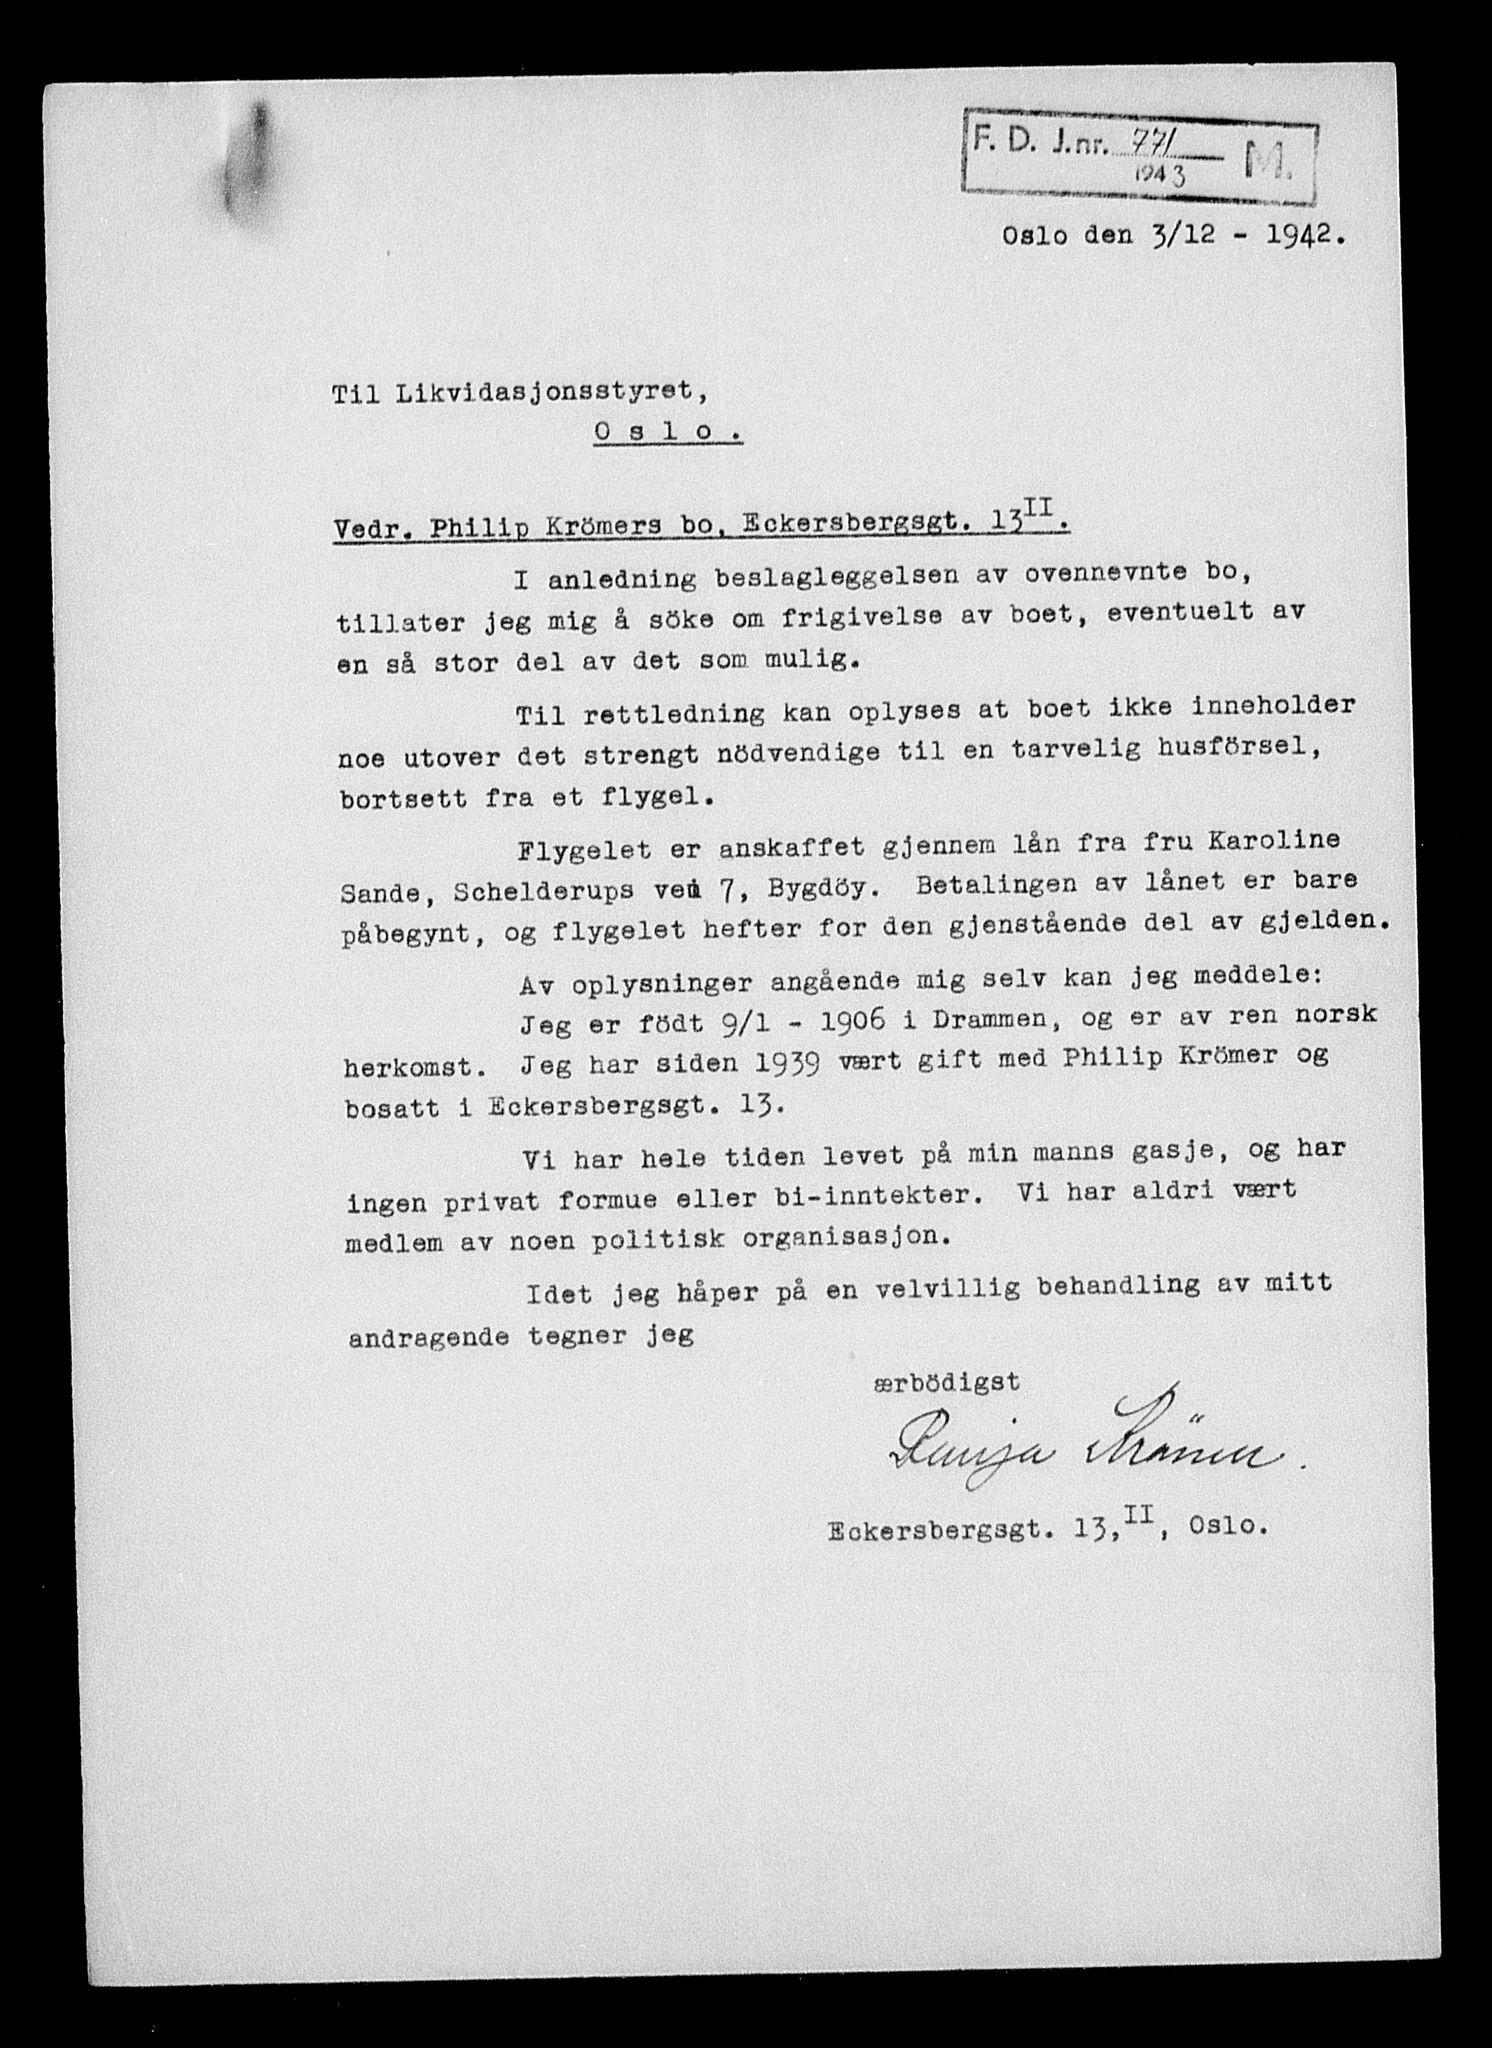 F. D. J.nr. 771 M.
1943
Oslo den 3/12 - 1942.
Til Likvidasjonsstyret,
O s l o .
Vedr. Philip Krömers bo, Eckersbergsgt. 13II.
I anledning beslagleggelsen av ovennevnte bo,
tillater jeg mig å söke om frigivelse av boet, eventuelt av
en så stor del av det som mulig.
Til rettledning kan oplyses at boet ikke inneholder
noe utover det strengt nödvendige til en tarvelig husförsel,
bortsett fra et flygel.
Flygelet er anskaffet gjennem lån fra fru Karoline
Sande, Schelderups vei 7, Bygdöy. Betalingen av lånet er bare
påbegynt, og flygelet hefter for den gjenstående del av gjelden.
Av oplysninger angående mig selv kan jeg meddele:
Jeg er födt 9/1 - 1906 i Drammen, og er av ren norsk
herkomst. Jeg har siden 1939 vært gift med Philip Krömer og
bosatt i Eckersbergsgt. 13.
Vi har hele tiden levet på min manns gasje, og har
ingen privat formue eller bi-inntekter. Vi har aldri vært
medlem av noen politisk organisasjon.
Idet jeg håper på en velvillig behandling av mitt
andragende tegner jeg
ærbödigst
Krömer.
Eckersbergsgt. 13,II, Oslo.